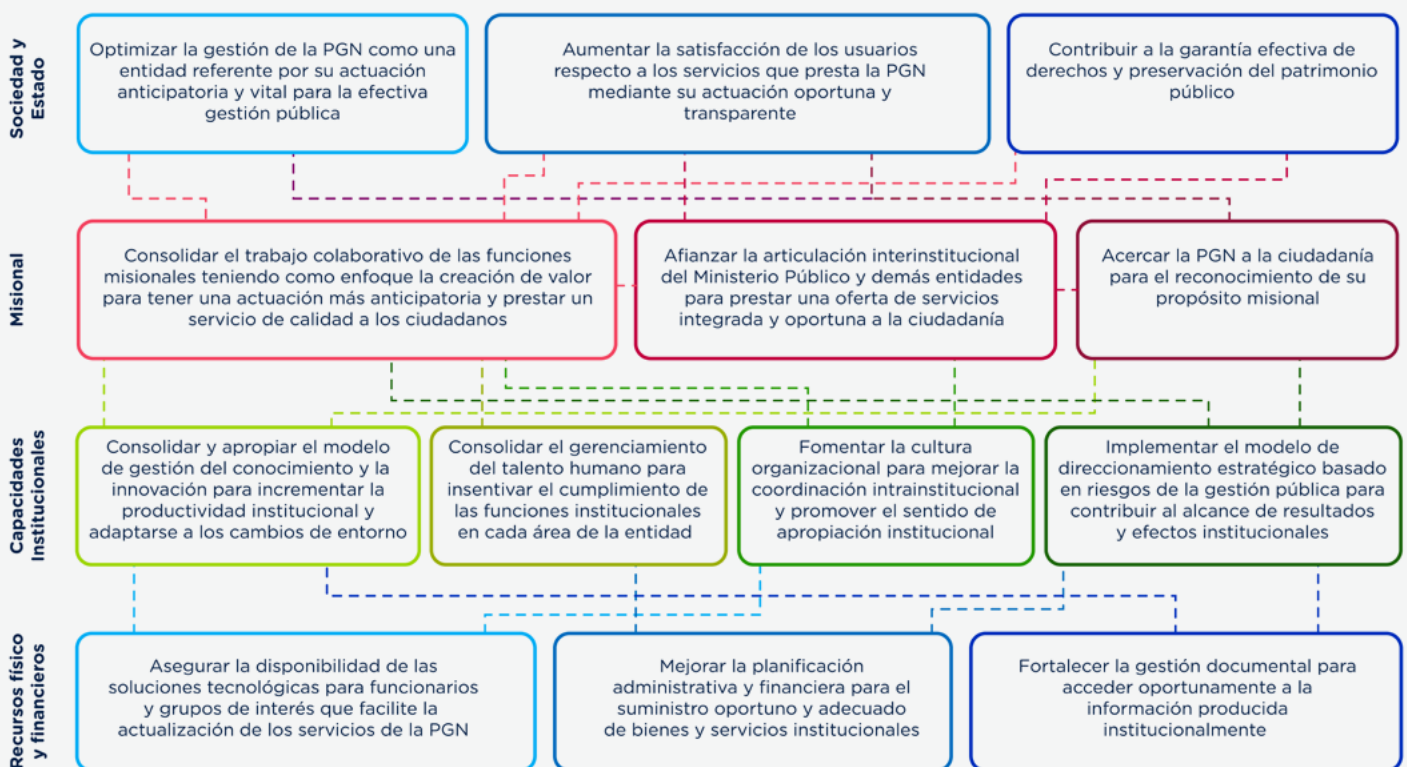 Sociedad y
Estado
Optimizar la gestión de la PGN como una
entidad referente por su actuación
anticipatoria y vital para la efectiva
gestión pública
Aumentar la satisfacción de los usuarios
respecto a los servicios que presta la PGN
mediante su actuación oportuna y
transparente
Contribuir a la garantía efectiva de
derechos y preservación del patrimonio
público
Misional
Consolidar el trabajo colaborativo de las funciones
misionales teniendo como enfoque la creación de valor
para tener una actuación más anticipatoria y prestar un
servicio de calidad a los ciudadanos
Afianzar la articulación interinstitucional
del Ministerio Público y demás entidades
para prestar una oferta de servicios
integrada y oportuna a la ciudadanía
Acercar la PGN a la ciudadanía
para el reconocimiento de su
propósito misional
Capacidades
Institucionales
Consolidar y apropiar el modelo
de gestión del conocimiento y la
innovación para incrementar la
productividad institucional y
adaptarse a los cambios de entorno
Consolidar el gerenciamiento
del talento humano para
insentivar el cumplimiento de
las funciones institucionales
en cada área de la entidad
Fomentar la cultura
organizacional para mejorar la
coordinación intrainstitucional
y promover el sentido de
apropiación institucional
Implementar el modelo de
direccionamiento estratégico basado
en riesgos de la gestión pública para
contribuir al alcance de resultados
y efectos institucionales
Recursos físico
y financieros
Asegurar la disponibilidad de las
soluciones tecnológicas para funcionarios
y grupos de interés que facilite la
actualización de los servicios de la PGN
Mejorar la planificación
administrativa y financiera para el
suministro oportuno y adecuado
de bienes y servicios institucionales
Fortalecer la gestión documental para
acceder oportunamente a la
información producida
institucionalmente